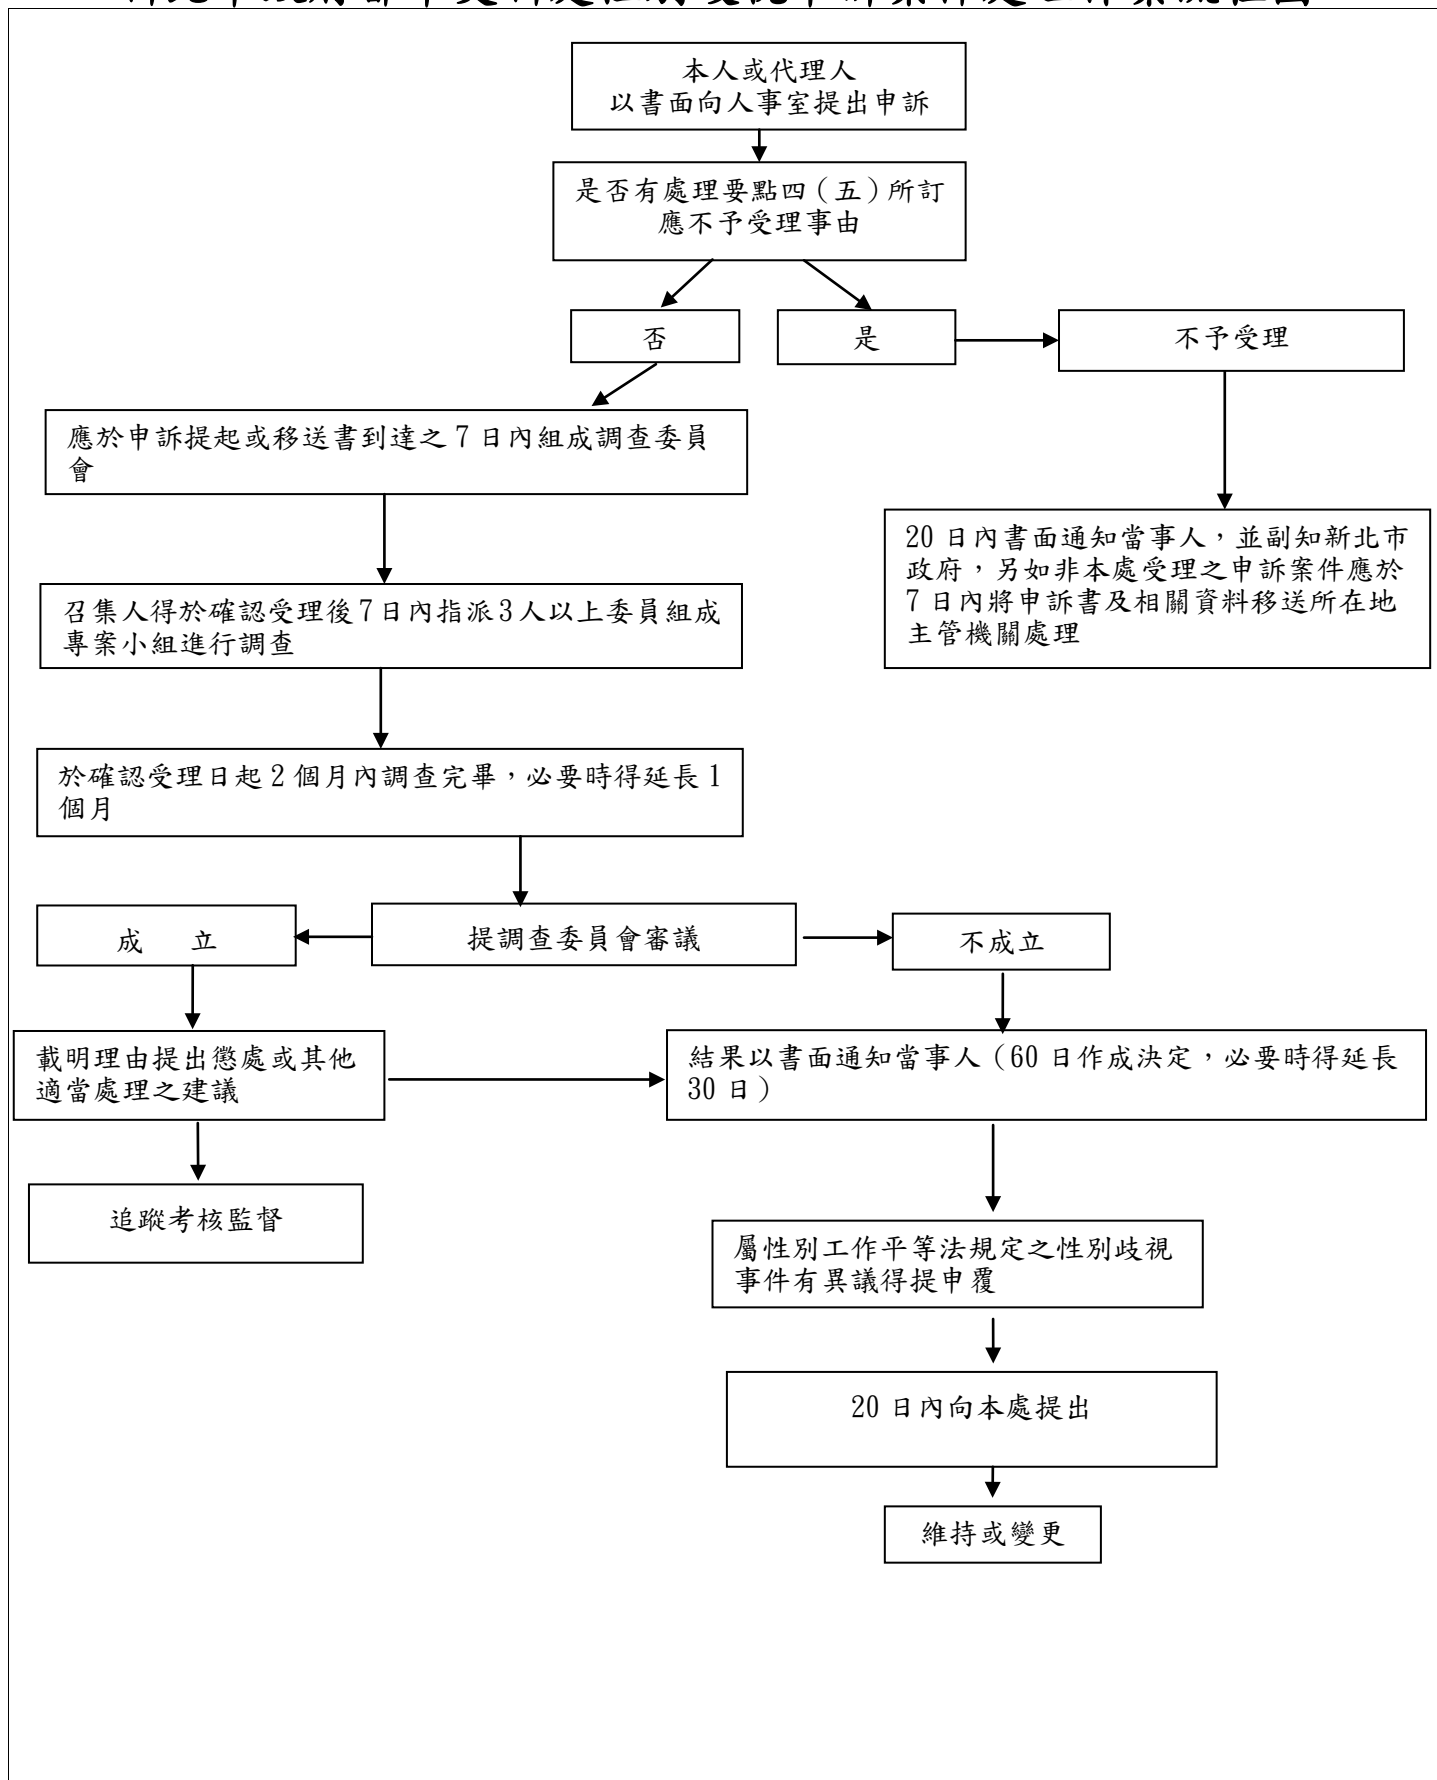 本人或代理人
以書面向人事室提出申訴
是否有處理要點四（五）所訂
應不予受理事由
否
是
不予受理
應於申訴提起或移送書到達之 7 日內組成調查委員
會
20 日內書面通知當事人，並副知新北市
政府，另如非本處受理之申訴案件應於
7 日內將申訴書及相關資料移送所在地
主管機關處理
召集人得於確認受理後 7 日內指派 3 人以上委員組成
專案小組進行調查
於確認受理日起 2 個月內調查完畢，必要時得延長 1
個月
成　立
提調查委員會審議
不成立
載明理由提出懲處或其他
適當處理之建議
結果以書面通知當事人（60 日作成決定，必要時得延長
30 日）
追蹤考核監督
屬性別工作平等法規定之性別歧視
事件有異議得提申覆
20 日內向本處提出
維持或變更